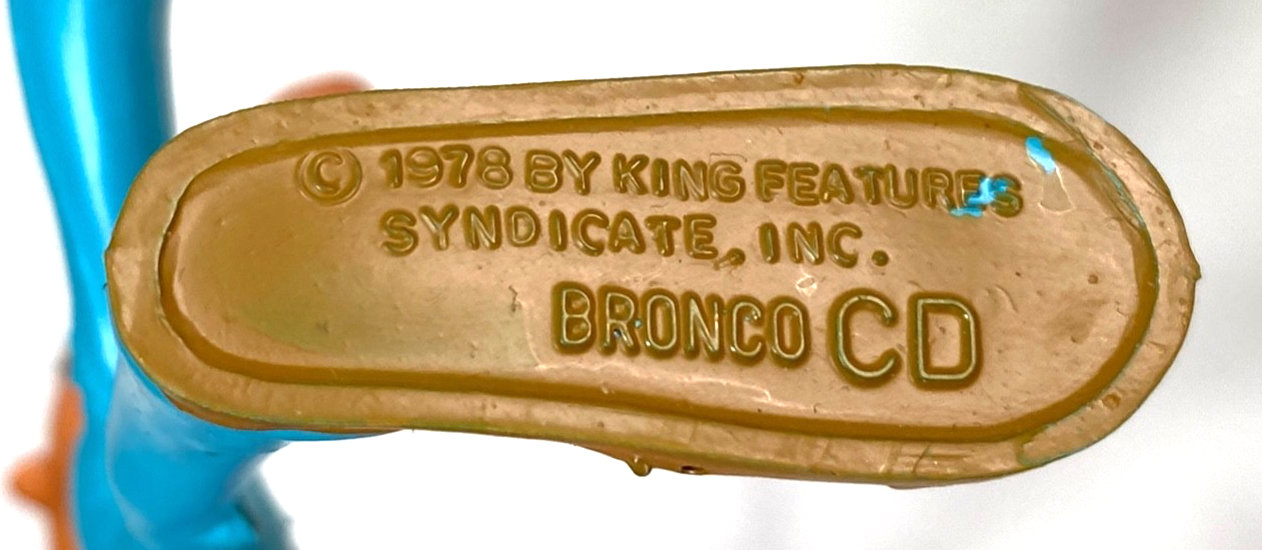 © 1978 BY KING FEATURES
SYNDICATE, INC.
BRONCO CD